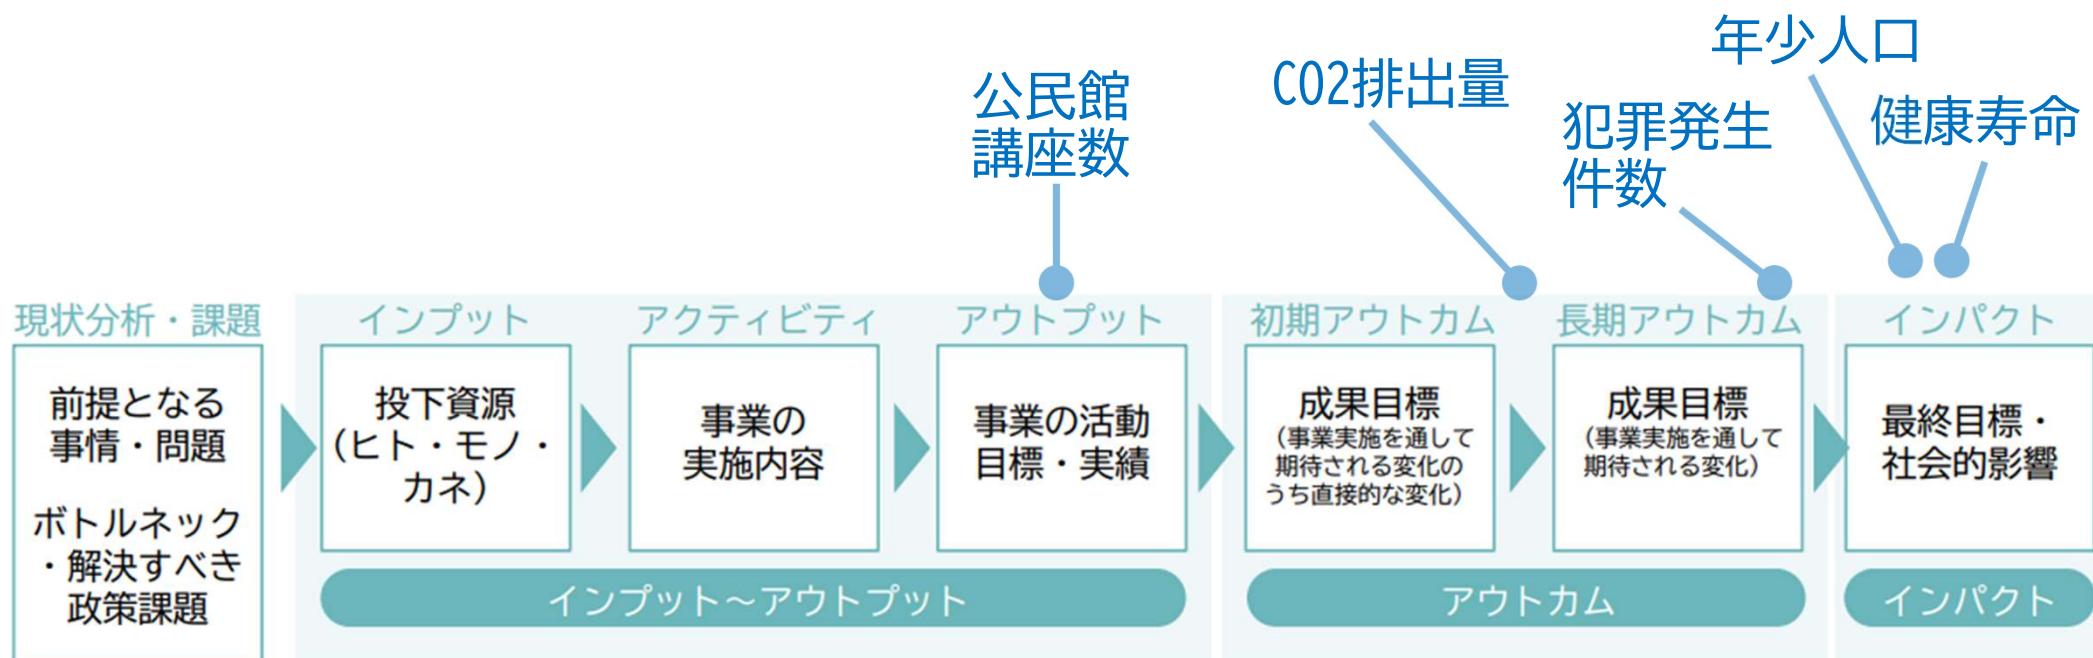 年少人口
CO2排出量
公民館
講座数
犯罪発生
件数
健康寿命
現状分析・課題
前提となる
事情・問題
ボトルネック
・解決すべき
政策課題
インプット
投下資源
（ヒト・モノ・
カネ）
アクティビティ
事業の
実施内容
アウトプット
事業の活動
目標・実績
初期アウトカム
成果目標
（事業実施を通して
期待される変化の
うち直接的な変化）
長期アウトカム
成果目標
（事業実施を通して
期待される変化）
インパクト
最終目標・
社会的影響
インプット～アウトプット
アウトカム
インパクト